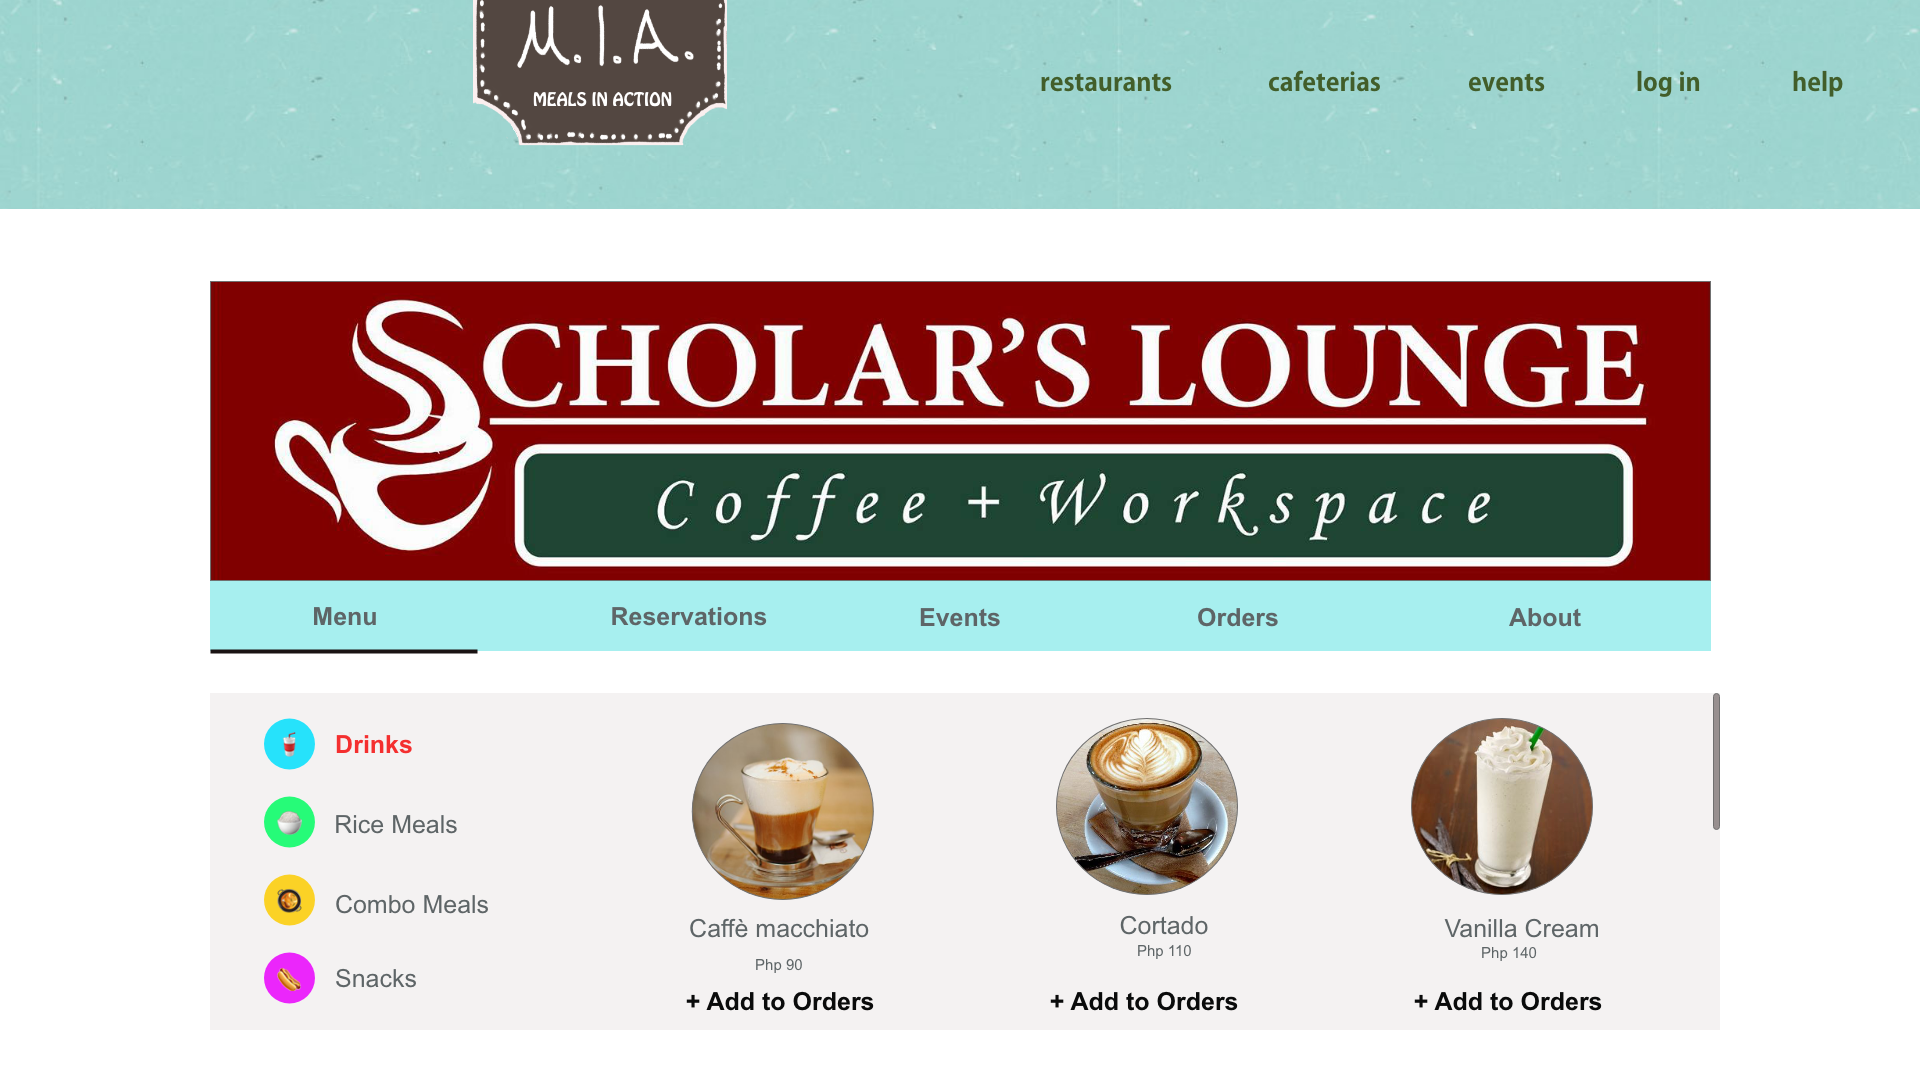 M.I.A.
MEALS IN ACTION
restaurants
cafeterias
events
log in
help
SCHOLAR'S LOUNGE
Coffee + Workspace
Menu
Reservations
Events
Orders
About
Drinks
Rice Meals
Combo Meals
Snacks
Caffè macchiato
Php 90
+ Add to Orders
Cortado
Php 110
+ Add to Orders
Vanilla Cream
Php 140
+ Add to Orders